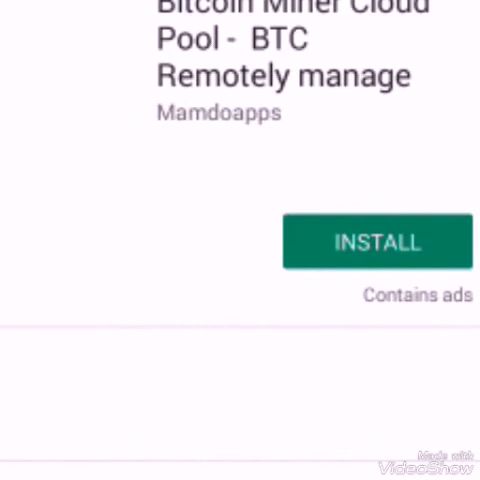 Bitcoin Miner Cloud
Pool - BTC
Remotely manage
Mamdoapps
INSTALL
Contains ads
Made with
VideoShow